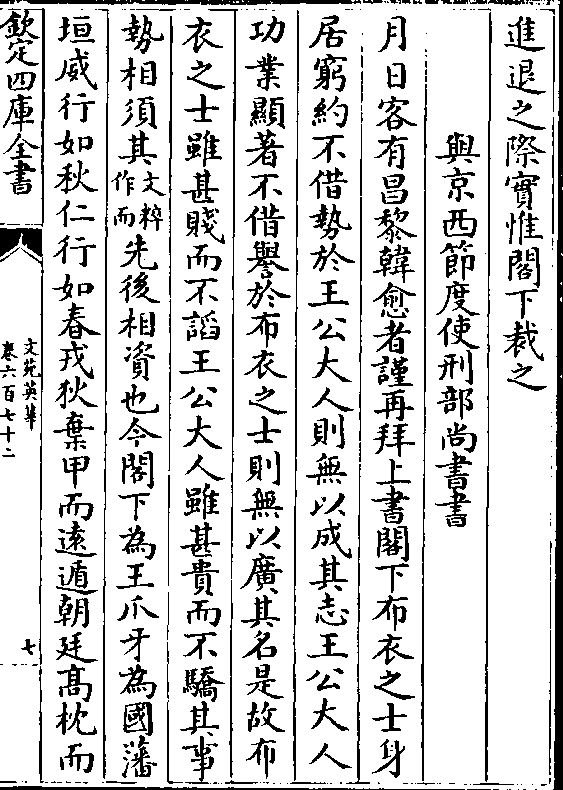 進退之際實惟閣下裁之
與京西節度使刑部尚書書
月日客有昌黎韓愈者謹再拜上書閣下布衣之士身
居窮約不借勢於王公大人則無以成其志王公大人
功業顯著不借譽於布衣之士則無以廣其名是故布
衣之士雖甚賤而不謟王公大人雖甚貴而不驕其事
勢相須其文粹作而先後相資也今閣下為王爪牙為國藩
垣威行如秋仁行如春戎狄棄甲而遠遁朝廷髙枕而
欽定四庫全書
文苑英華
卷六百七十二
七